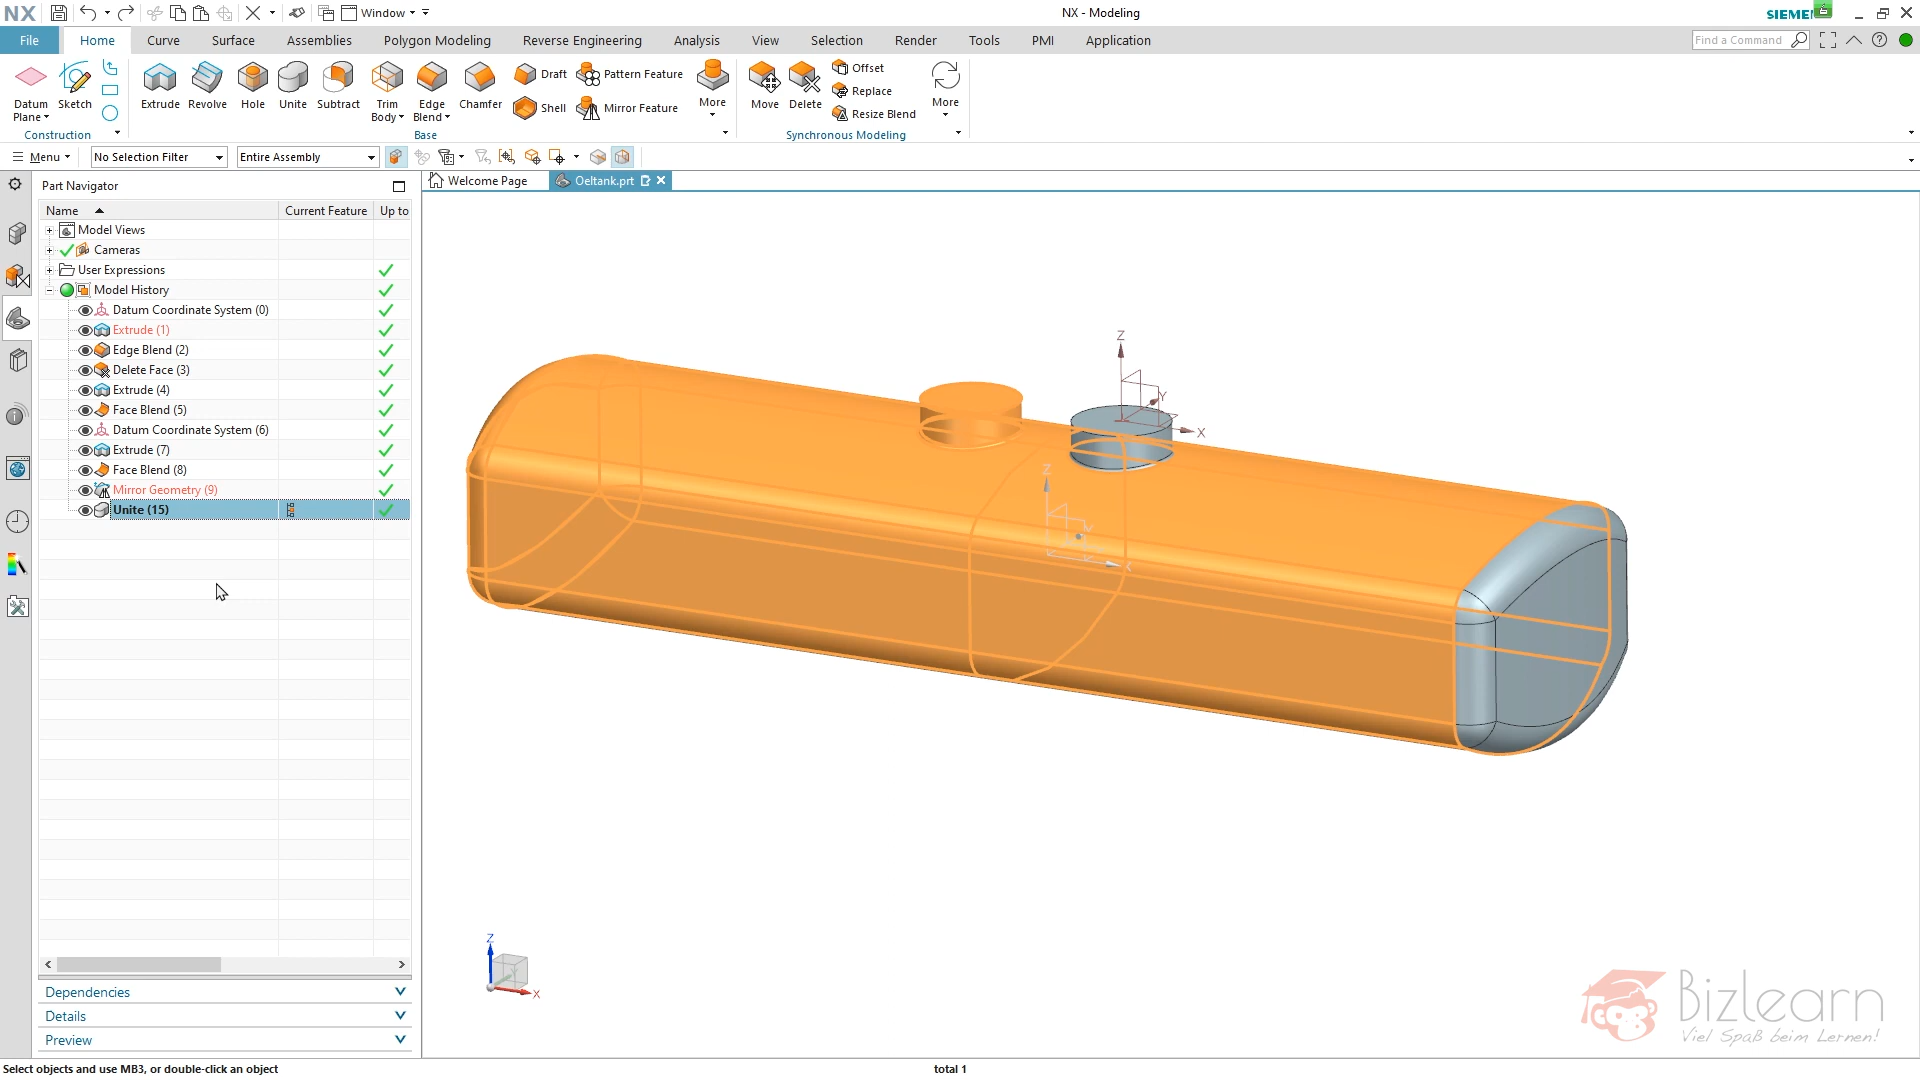 NX
Window
NX - Modeling
SIEME
File
Home
Curve
Surface
Assemblies
Polygon Modeling
Reverse Engineering
Analysis
View
Selection
Render
Tools
PMI
Application
Find a Command
Datum Plane
Sketch
Extrude
Revolve
Hole
Unite
Subtract
Trim Body
Edge Blend
Chamfer
Draft
Shell
Pattern Feature
Mirror Feature
More
Move
Delete
Offset
Replace
Resize Blend
More
Construction
Base
Synchronous Modeling
Menu
No Selection Filter
Entire Assembly
Part Navigator
Welcome Page
Oeltank.prt
Name
Current Feature
Up to
Model Views
Cameras
User Expressions
Model History
Datum Coordinate System (0)
Extrude (1)
Edge Blend (2)
Delete Face (3)
Extrude (4)
Face Blend (5)
Datum Coordinate System (6)
Extrude (7)
Face Blend (8)
Mirror Geometry (9)
Unite (15)
Z
Y
X
Z
Z
X
Dependencies
Details
Preview
Bizlearn
Viel Spaß beim Lernen!
Select objects and use MB3, or double-click an object
total 1